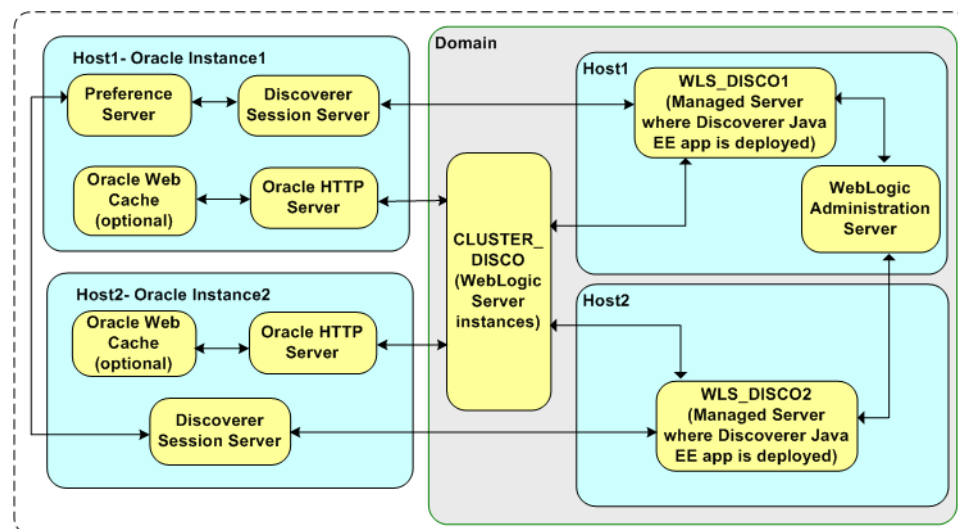 Host1- Oracle Instance1
Preference
Server
Discoverer
Session Server
Oracle Web
Cache
(optional)
Oracle HTTP
Server
Host2- Oracle Instance2
Oracle Web
Cache
(optional)
Oracle HTTP
Server
Discoverer
Session Server
Domain
CLUSTER_
DISCO
(WebLogic
Server
instances)
Host1
WLS_DISCO1
(Managed Server
where Discoverer Java
EE app is deployed)
WebLogic
Administration
Server
Host2
WLS_DISCO2
(Managed Server
where Discoverer Java
EE app is deployed)